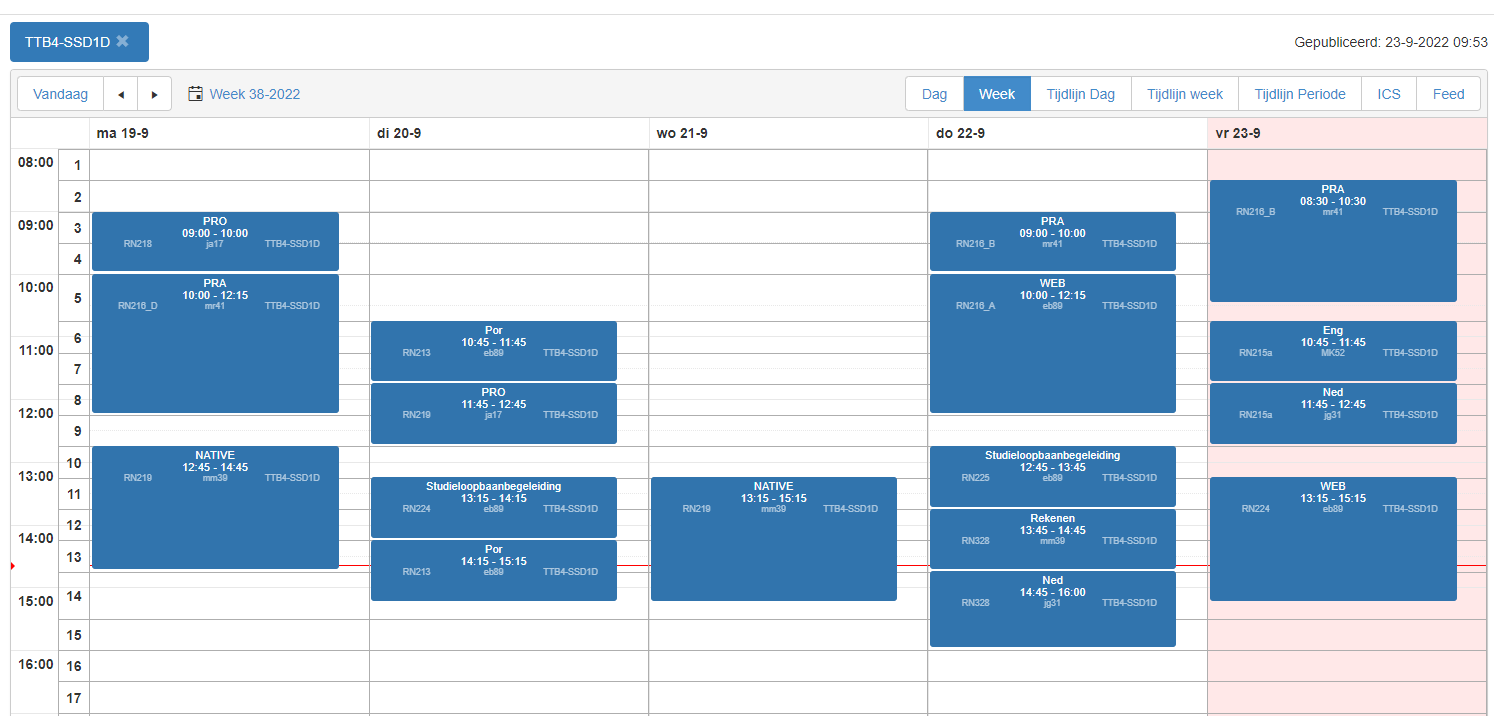 TTB4-SSD1D ✖
Gepubliceerd: 23-9-2022 09:53
Vandaag ◂ ▸ Week 38-2022
Dag Week Tijdlijn Dag Tijdlijn week Tijdlijn Periode ICS Feed
ma 19-9 di 20-9 wo 21-9 do 22-9 vr 23-9
08:00
09:00
10:00
11:00
12:00
13:00
14:00
15:00
16:00
1
2
3
4
5
6
7
8
9
10
11
12
13
14
15
16
17
PRO
09:00 - 10:00
RN218 ja17 TTB4-SSD1D
PRA
10:00 - 12:15
RN216_D mr41 TTB4-SSD1D
NATIVE
12:45 - 14:45
RN219 mm39 TTB4-SSD1D
Por
10:45 - 11:45
RN213 eb89 TTB4-SSD1D
PRO
11:45 - 12:45
RN219 ja17 TTB4-SSD1D
Studieloopbaanbegeleiding
13:15 - 14:15
RN224 eb89 TTB4-SSD1D
Por
14:15 - 15:15
RN213 eb89 TTB4-SSD1D
NATIVE
13:15 - 15:15
RN219 mm39 TTB4-SSD1D
PRA
09:00 - 10:00
RN216_B mr41 TTB4-SSD1D
WEB
10:00 - 12:15
RN216_A eb89 TTB4-SSD1D
Studieloopbaanbegeleiding
12:45 - 13:45
RN225 eb89 TTB4-SSD1D
Rekenen
13:45 - 14:45
RN328 mm39 TTB4-SSD1D
Ned
14:45 - 16:00
RN328 jg31 TTB4-SSD1D
PRA
08:30 - 10:30
RN216_B mr41 TTB4-SSD1D
Eng
10:45 - 11:45
RN215a MK52 TTB4-SSD1D
Ned
11:45 - 12:45
RN215a jg31 TTB4-SSD1D
WEB
13:15 - 15:15
RN224 eb89 TTB4-SSD1D